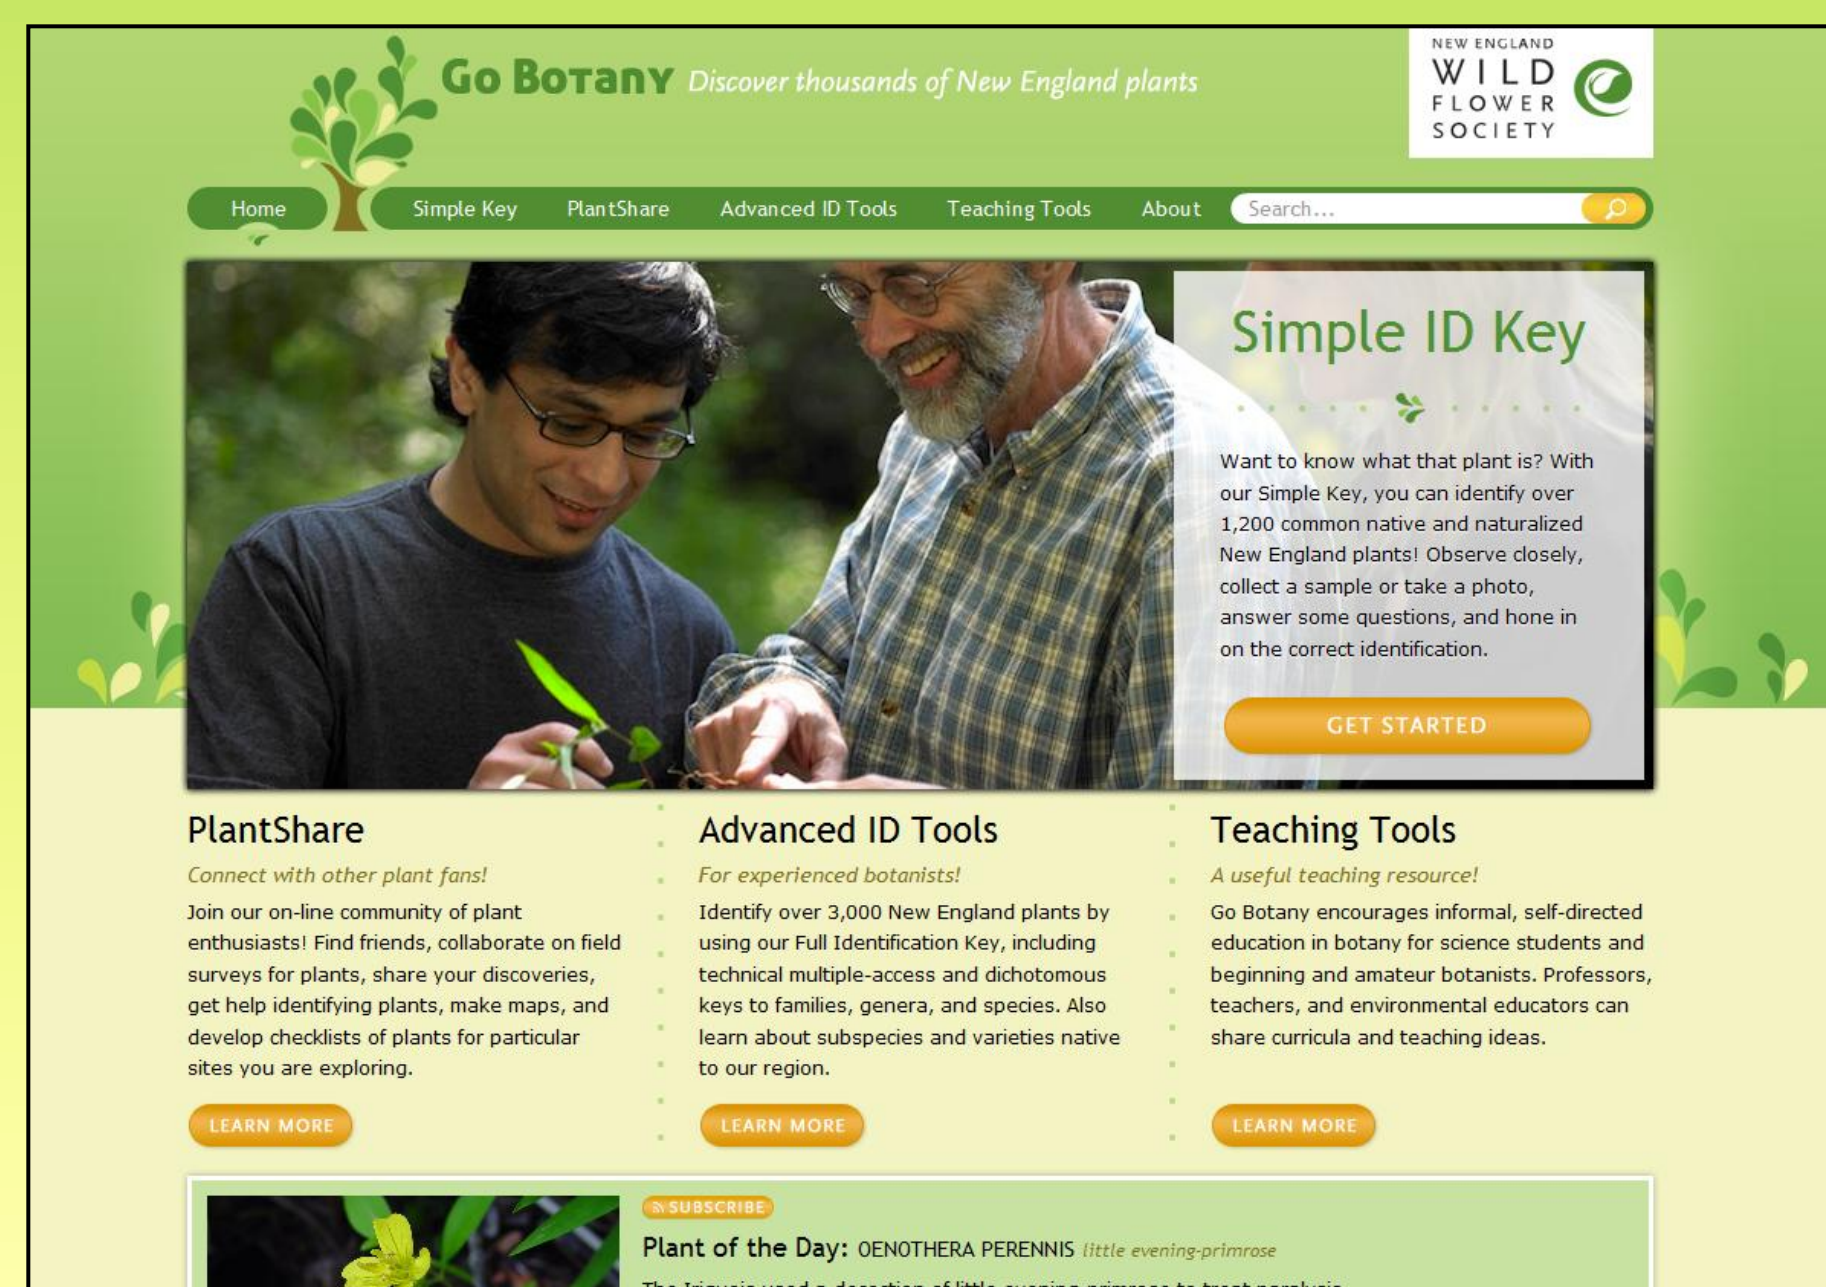 Go Botany Discover thousands of New England plants
NEW ENGLAND
WILD
FLOWER
SOCIETY
Home Simple Key PlantShare Advanced ID Tools Teaching Tools About Search...
Simple ID Key
Want to know what that plant is? With
our Simple Key, you can identify over
1,200 common native and naturalized
New England plants! Observe closely,
collect a sample or take a photo,
answer some questions, and hone in
on the correct identification.
GET STARTED
PlantShare
Connect with other plant fans!
Join our on-line community of plant
enthusiasts! Find friends, collaborate on field
surveys for plants, share your discoveries,
get help identifying plants, make maps, and
develop checklists of plants for particular
sites you are exploring.
LEARN MORE
Advanced ID Tools
For experienced botanists!
Identify over 3,000 New England plants by
using our Full Identification Key, including
technical multiple-access and dichotomous
keys to families, genera, and species. Also
learn about subspecies and varieties native
to our region.
LEARN MORE
Teaching Tools
A useful teaching resource!
Go Botany encourages informal, self-directed
education in botany for science students and
beginning and amateur botanists. Professors,
teachers, and environmental educators can
share curricula and teaching ideas.
LEARN MORE
SUBSCRIBE
Plant of the Day: OENOTHERA PERENNIS little evening-primrose